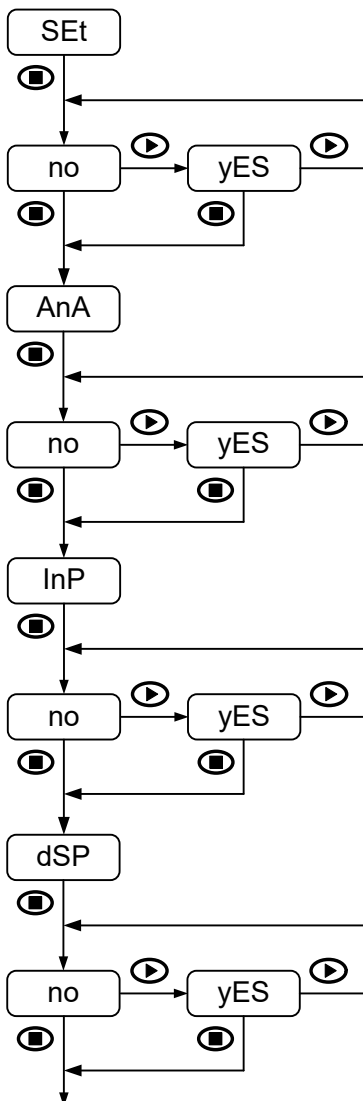 SEt
no yES
AnA
no yES
InP
no yES
dSP
no yES